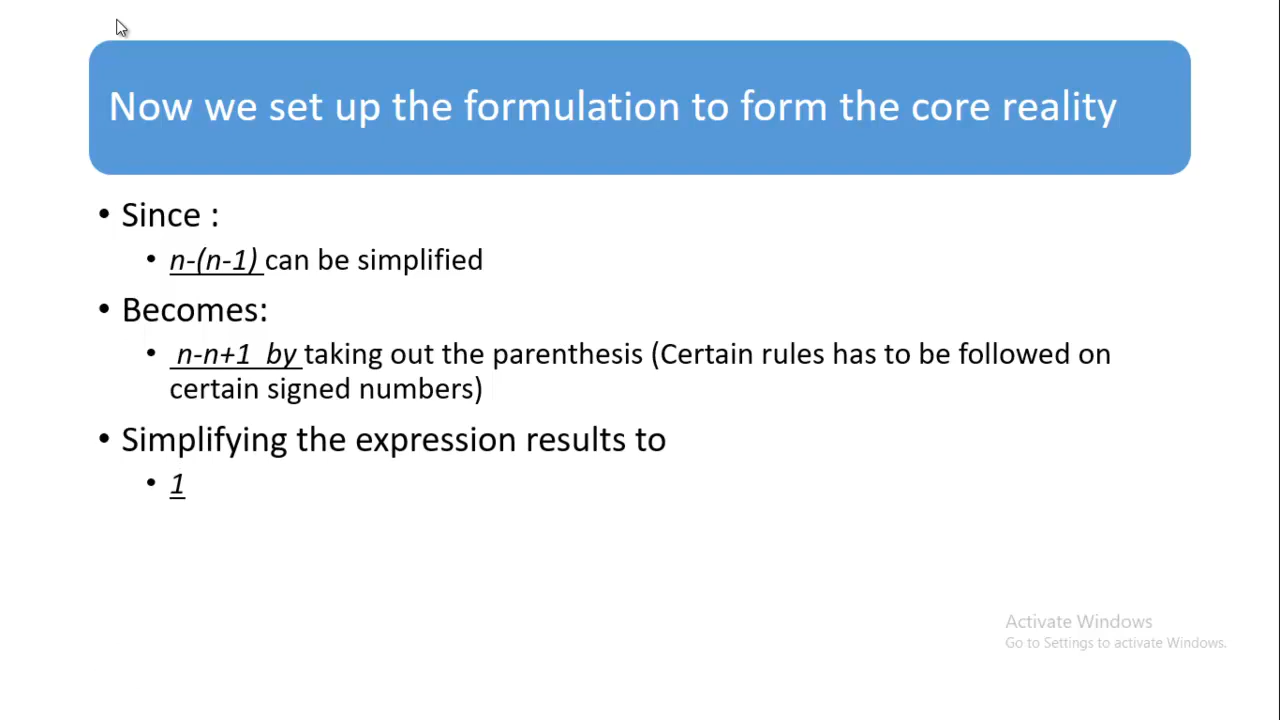 Now we set up the formulation to form the core reality
• Since :
• n-(n-1) can be simplified
• Becomes:
• n-n+1 by taking out the parenthesis (Certain rules has to be followed on
certain signed numbers)
• Simplifying the expression results to
• 1
Activate Windows
Go to Settings to activate Windows.